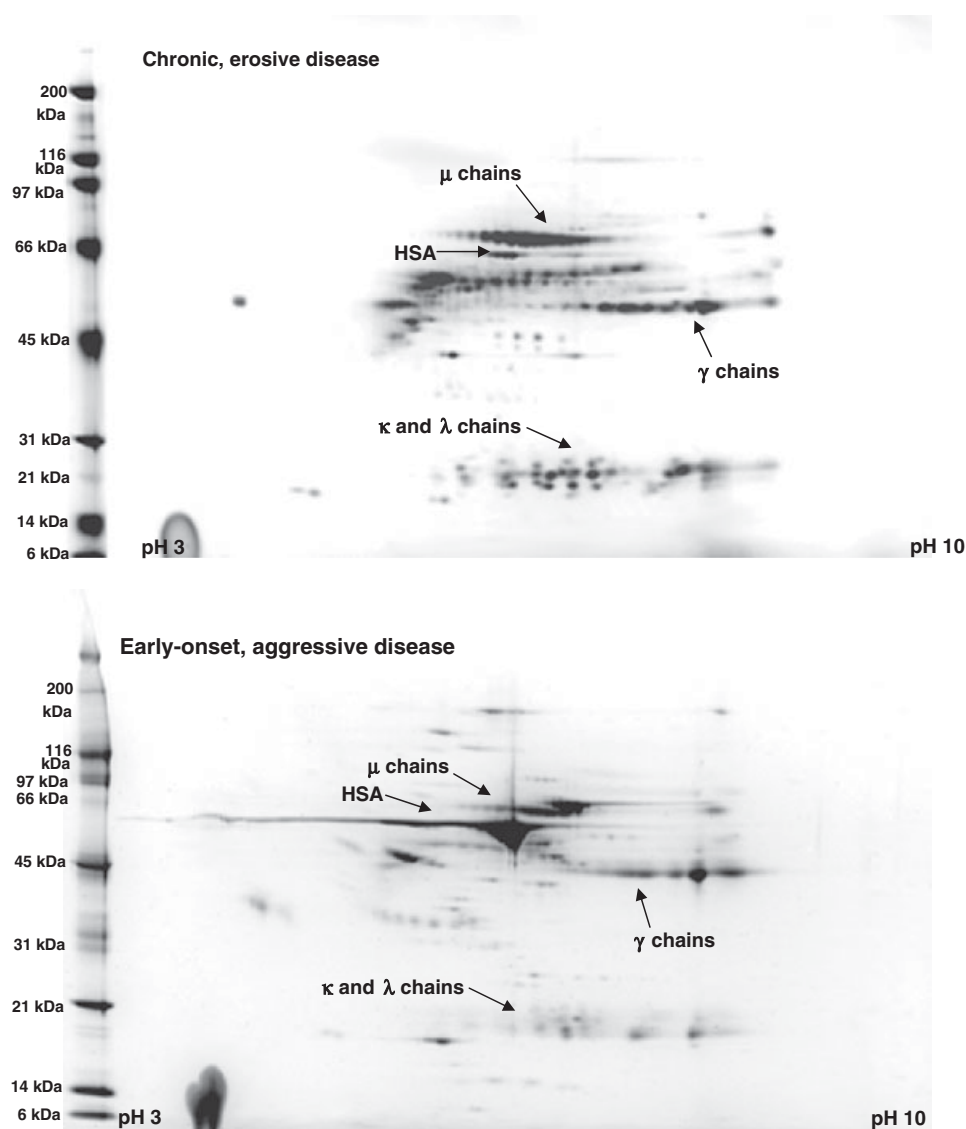 Chronic, erosive disease
200
kDa
116
kDa
97 kDa
66 kDa
45 kDa
31 kDa
21 kDa
14 kDa
6 kDa
μ chains
HSA
γ chains
κ and λ chains
pH 3
pH 10
Early-onset, aggressive disease
200
kDa
116
kDa
97 kDa
66 kDa
45 kDa
31 kDa
21 kDa
14 kDa
6 kDa
μ chains
HSA
γ chains
κ and λ chains
pH 3
pH 10